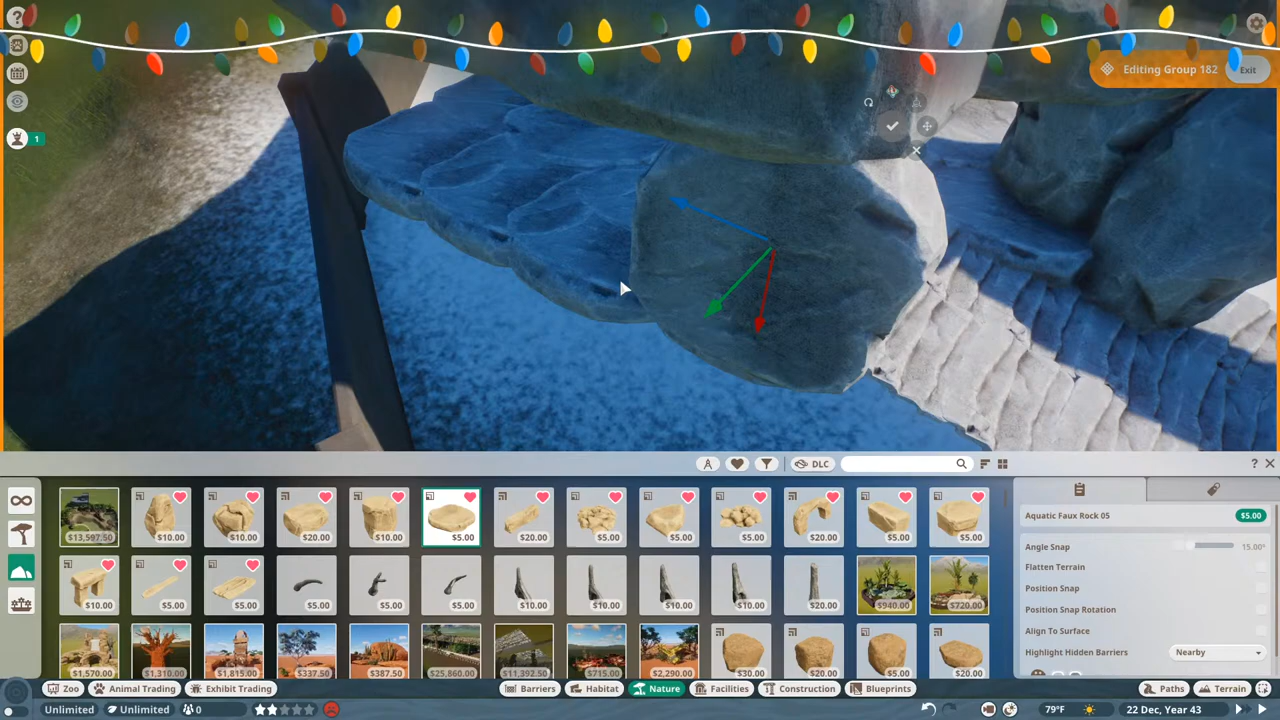 ?
Editing Group 182
Exit
1
DLC
? ×
$13,597.50
$10.00
$10.00
$20.00
$10.00
$5.00
$20.00
$5.00
$5.00
$5.00
$20.00
$5.00
$5.00
Aquatic Faux Rock 05
$5.00
Angle Snap
15.00°
Flatten Terrain
Position Snap
Position Snap Rotation
Align To Surface
Highlight Hidden Barriers
Nearby
$10.00
$5.00
$5.00
$5.00
$5.00
$5.00
$10.00
$10.00
$10.00
$10.00
$20.00
$940.00
$720.00
$1,570.00
$1,310.00
$1,815.00
$337.50
$387.50
$25,860.00
$11,392.50
$715.00
$2,290.00
$30.00
$5.00
$5.00
$20.00
Zoo
Animal Trading
Exhibit Trading
Barriers
Habitat
Nature
Facilities
Construction
Blueprints
Paths
Terrain
Unlimited
Unlimited
0
79°F
22 Dec, Year 43